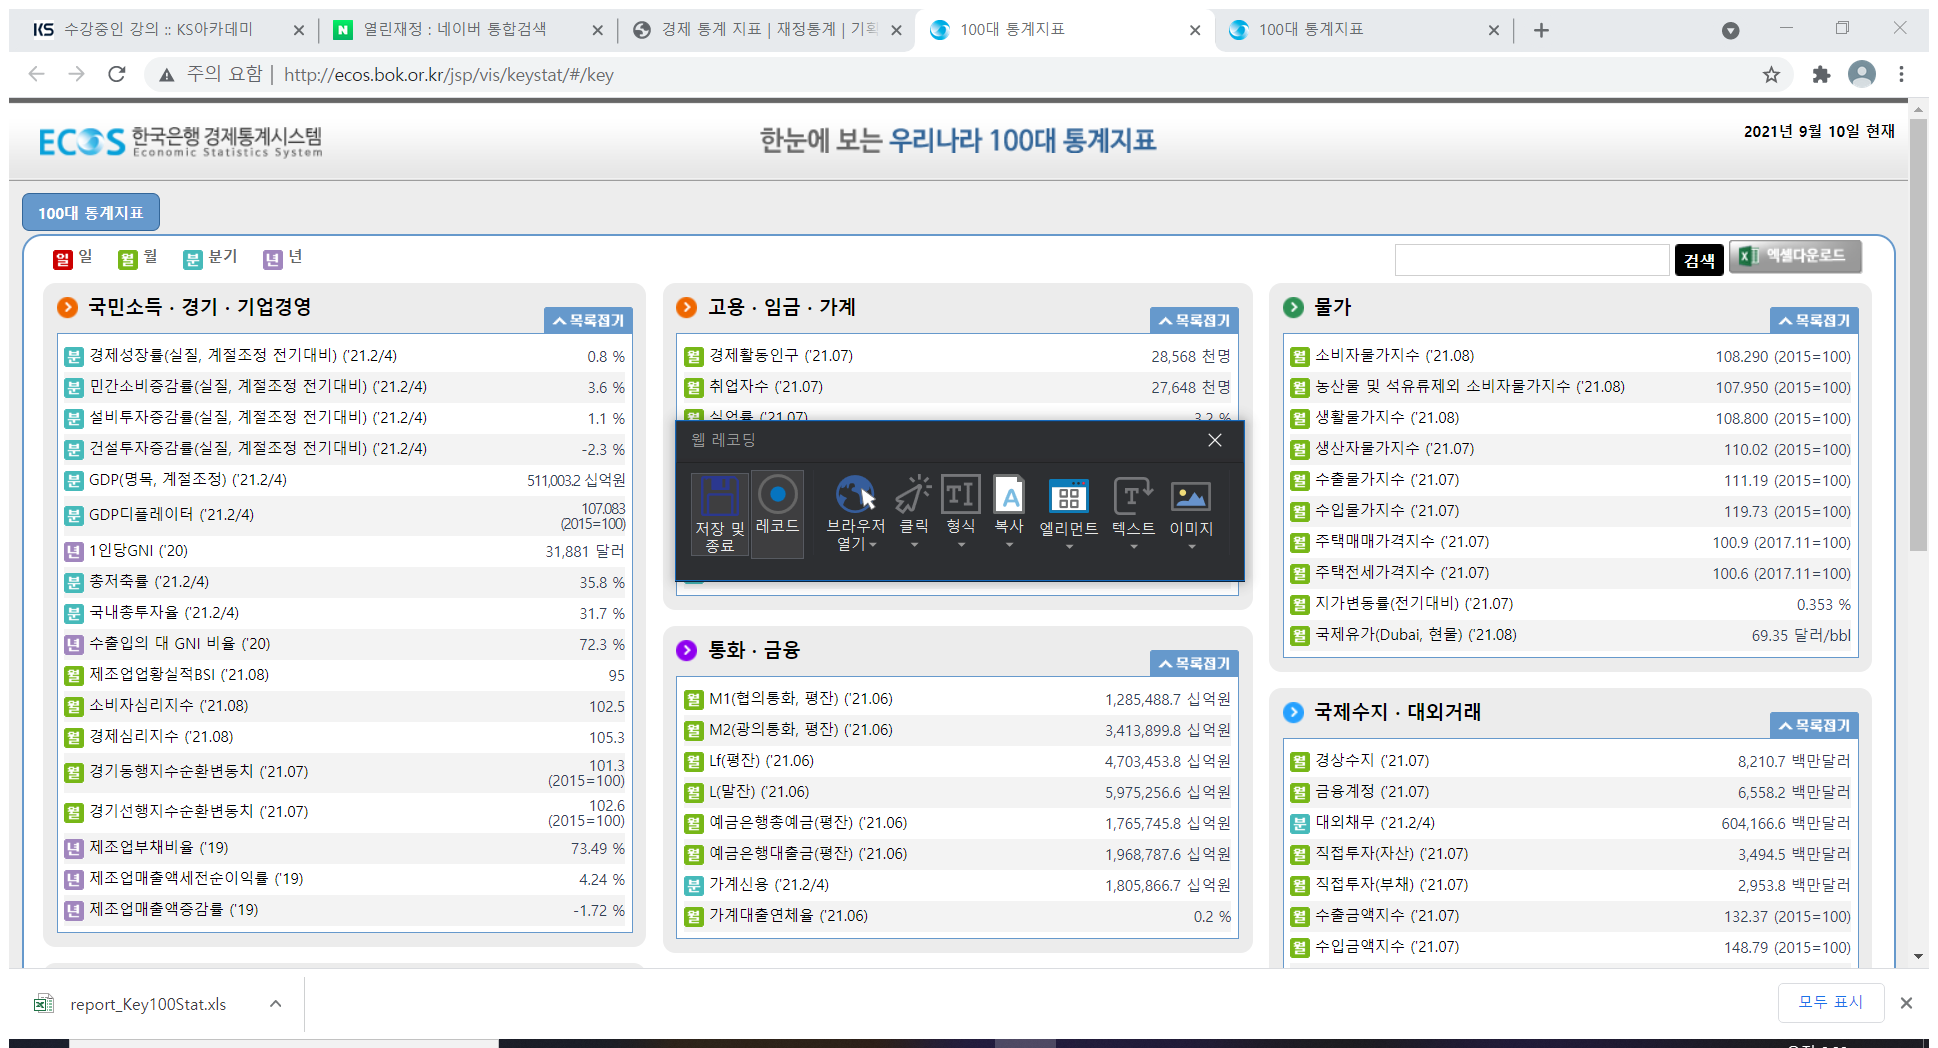 KS 수강중인 강의 :: KS아카데미
N 열린재정 : 네이버 통합검색
경제 통계 지표 | 재정통계 | 기획
100대 통계지표
100대 통계지표
주의 요함 | http://ecos.bok.or.kr/jsp/vis/keystat/#/key
ECOS 한국은행 경제통계시스템
Economic Statistics System
한눈에 보는 우리나라 100대 통계지표
2021년 9월 10일 현재
100대 통계지표
일 일 월 월 분 분기 년 년
검색
엑셀다운로드
국민소득 · 경기 · 기업경영
목록접기
분 경제성장률(실질, 계절조정 전기대비) ('21.2/4) 0.8 %
분 민간소비증감률(실질, 계절조정 전기대비) ('21.2/4) 3.6 %
분 설비투자증감률(실질, 계절조정 전기대비) ('21.2/4) 1.1 %
분 건설투자증감률(실질, 계절조정 전기대비) ('21.2/4) -2.3 %
분 GDP(명목, 계절조정) ('21.2/4) 511,003.2 십억원
분 GDP디플레이터 ('21.2/4) 107.083
(2015=100)
년 1인당GNI ('20) 31,881 달러
분 총저축률 ('21.2/4) 35.8 %
분 국내총투자율 ('21.2/4) 31.7 %
년 수출입의 대 GNI 비율 ('20) 72.3 %
월 제조업업황실적BSI ('21.08) 95
월 소비자심리지수 ('21.08) 102.5
월 경제심리지수 ('21.08) 105.3
월 경기동행지수순환변동치 ('21.07) 101.3
(2015=100)
월 경기선행지수순환변동치 ('21.07) 102.6
(2015=100)
년 제조업부채비율 ('19) 73.49 %
년 제조업매출액세전순이익률 ('19) 4.24 %
년 제조업매출액증감률 ('19) -1.72 %
고용 · 임금 · 가계
목록접기
월 경제활동인구 ('21.07) 28,568 천명
월 취업자수 ('21.07) 27,648 천명
월 실업률 ('21.07) 3.2 %
웹 레코딩
저장 및
종료
레코드
브라우저
열기
클릭
형식
복사
엘리먼트
텍스트
이미지
통화 · 금융
목록접기
월 M1(협의통화, 평잔) ('21.06) 1,285,488.7 십억원
월 M2(광의통화, 평잔) ('21.06) 3,413,899.8 십억원
월 Lf(평잔) ('21.06) 4,703,453.8 십억원
월 L(말잔) ('21.06) 5,975,256.6 십억원
월 예금은행총예금(평잔) ('21.06) 1,765,745.8 십억원
월 예금은행대출금(평잔) ('21.06) 1,968,787.6 십억원
분 가계신용 ('21.2/4) 1,805,866.7 십억원
월 가계대출연체율 ('21.06) 0.2 %
물가
목록접기
월 소비자물가지수 ('21.08) 108.290 (2015=100)
월 농산물 및 석유류제외 소비자물가지수 ('21.08) 107.950 (2015=100)
월 생활물가지수 ('21.08) 108.800 (2015=100)
월 생산자물가지수 ('21.07) 110.02 (2015=100)
월 수출물가지수 ('21.07) 111.19 (2015=100)
월 수입물가지수 ('21.07) 119.73 (2015=100)
월 주택매매가격지수 ('21.07) 100.9 (2017.11=100)
월 주택전세가격지수 ('21.07) 100.6 (2017.11=100)
월 지가변동률(전기대비) ('21.07) 0.353 %
월 국제유가(Dubai, 현물) ('21.08) 69.35 달러/bbl
국제수지 · 대외거래
목록접기
월 경상수지 ('21.07) 8,210.7 백만달러
월 금융계정 ('21.07) 6,558.2 백만달러
분 대외채무 ('21.2/4) 604,166.6 백만달러
월 직접투자(자산) ('21.07) 3,494.5 백만달러
월 직접투자(부채) ('21.07) 2,953.8 백만달러
월 수출금액지수 ('21.07) 132.37 (2015=100)
월 수입금액지수 ('21.07) 148.79 (2015=100)
report_Key100Stat.xls
모두 표시